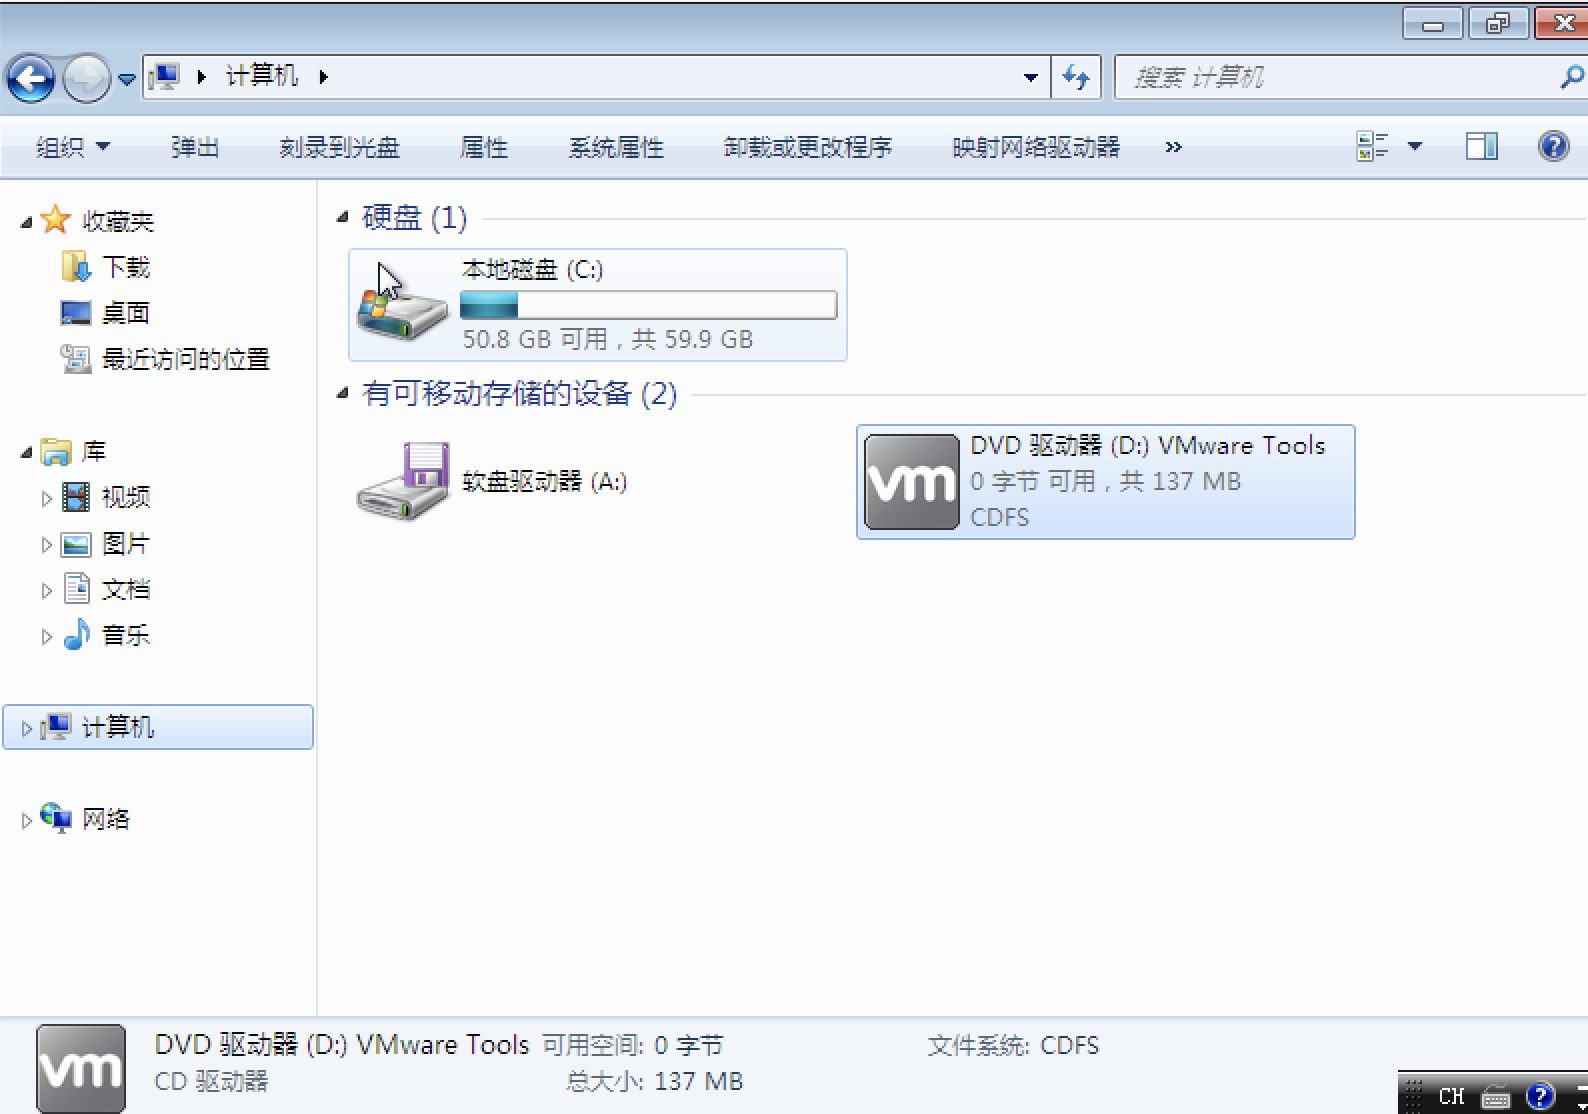 计算机
搜索 计算机
组织 弹出 刻录到光盘 属性 系统属性 卸载或更改程序 映射网络驱动器 »
收藏夹
下载
桌面
最近访问的位置
库
视频
图片
文档
音乐
计算机
网络
硬盘 (1)
本地磁盘 (C:)
50.8 GB 可用，共 59.9 GB
有可移动存储的设备 (2)
软盘驱动器 (A:)
vm
DVD 驱动器 (D:) VMware Tools
0 字节 可用，共 137 MB
CDFS
vm
DVD 驱动器 (D:) VMware Tools 可用空间: 0 字节 文件系统: CDFS
CD 驱动器 总大小: 137 MB
CH